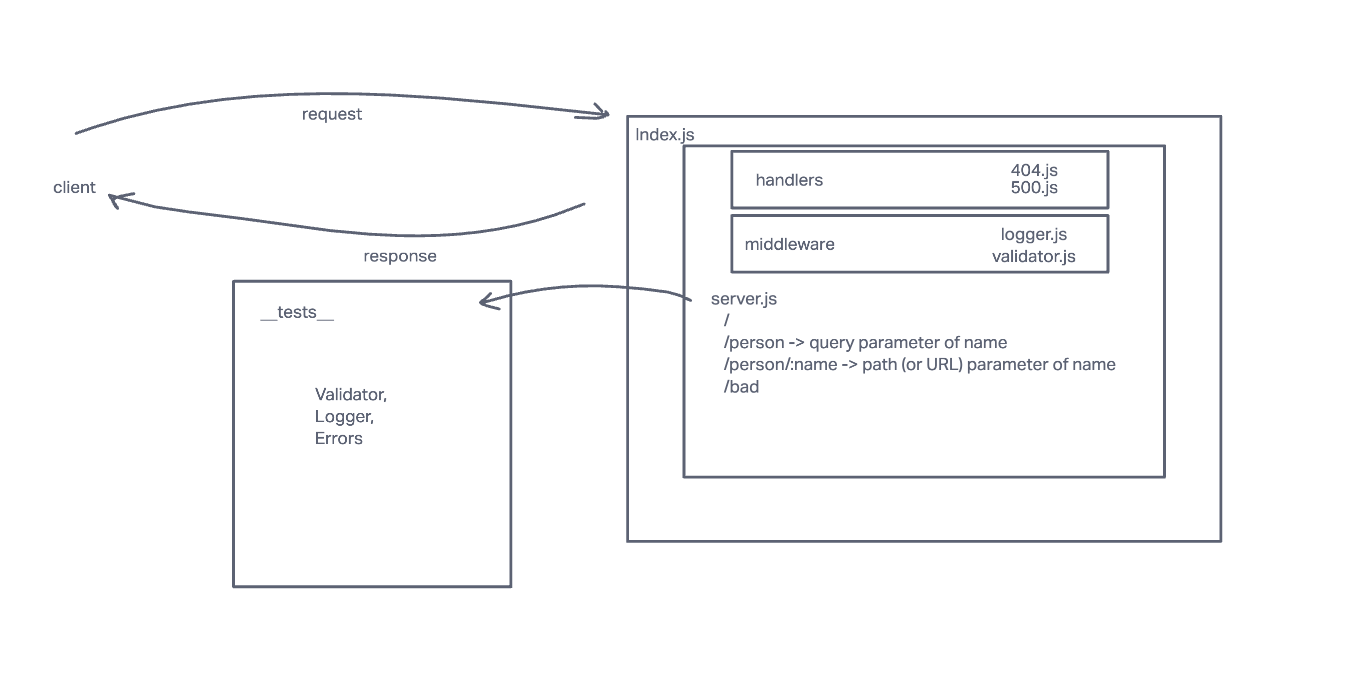 request
client
response
Index.js
handlers
404.js
500.js
middleware
logger.js
validator.js
server.js
/
/person -> query parameter of name
/person/:name -> path (or URL) parameter of name
/bad
__tests__
Validator,
Logger,
Errors